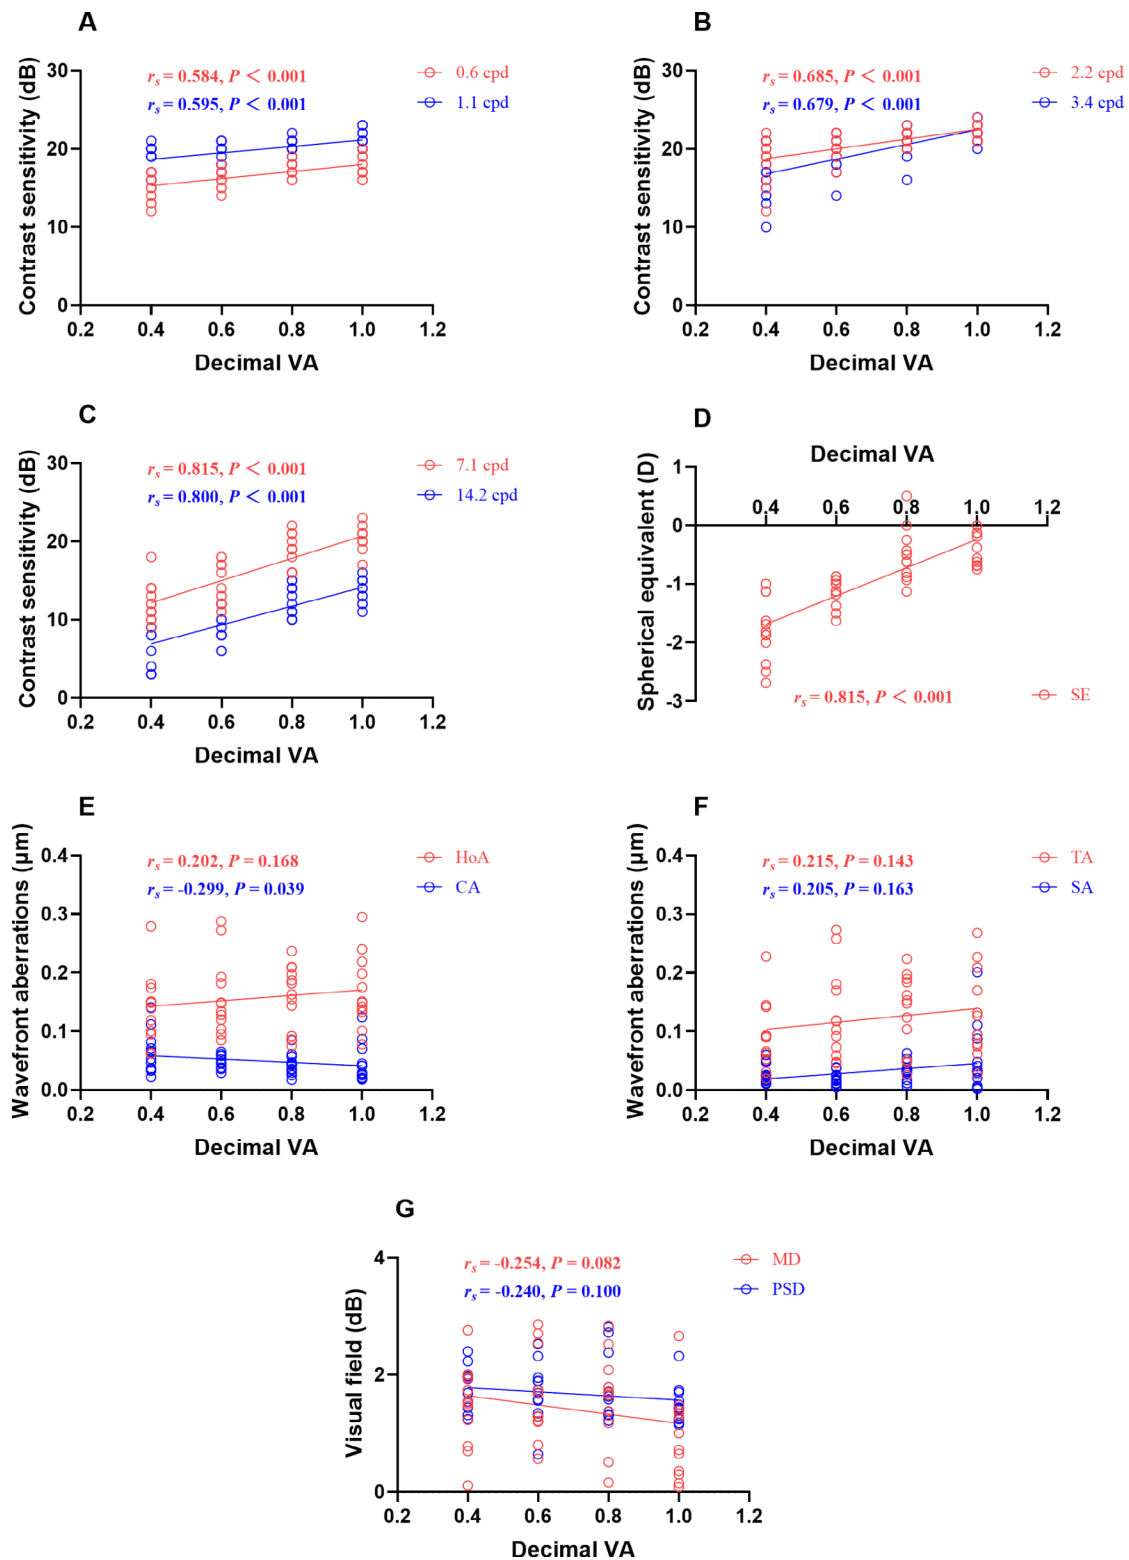 A
Contrast sensitivity (dB)
rs = 0.584, P < 0.001
rs = 0.595, P < 0.001
0.6 cpd
1.1 cpd
30
20
10
0
0.2 0.4 0.6 0.8 1.0 1.2
Decimal VA
B
Contrast sensitivity (dB)
rs = 0.685, P < 0.001
rs = 0.679, P < 0.001
2.2 cpd
3.4 cpd
30
20
10
0
0.2 0.4 0.6 0.8 1.0 1.2
Decimal VA
C
Contrast sensitivity (dB)
rs = 0.815, P < 0.001
rs = 0.800, P < 0.001
7.1 cpd
14.2 cpd
30
20
10
0
0.2 0.4 0.6 0.8 1.0 1.2
Decimal VA
D
Decimal VA
Spherical equivalent (D)
0.4 0.6 0.8 1.0 1.2
1
0
-1
-2
-3
rs = 0.815, P < 0.001
SE
E
Wavefront aberrations (μm)
rs = 0.202, P = 0.168
rs = -0.299, P = 0.039
HoA
CA
0.4
0.3
0.2
0.1
0.0
0.2 0.4 0.6 0.8 1.0 1.2
Decimal VA
F
Wavefront aberrations (μm)
rs = 0.215, P = 0.143
rs = 0.205, P = 0.163
TA
SA
0.4
0.3
0.2
0.1
0.0
0.2 0.4 0.6 0.8 1.0 1.2
Decimal VA
G
Visual field (dB)
rs = -0.254, P = 0.082
rs = -0.240, P = 0.100
MD
PSD
4
2
0
0.2 0.4 0.6 0.8 1.0 1.2
Decimal VA